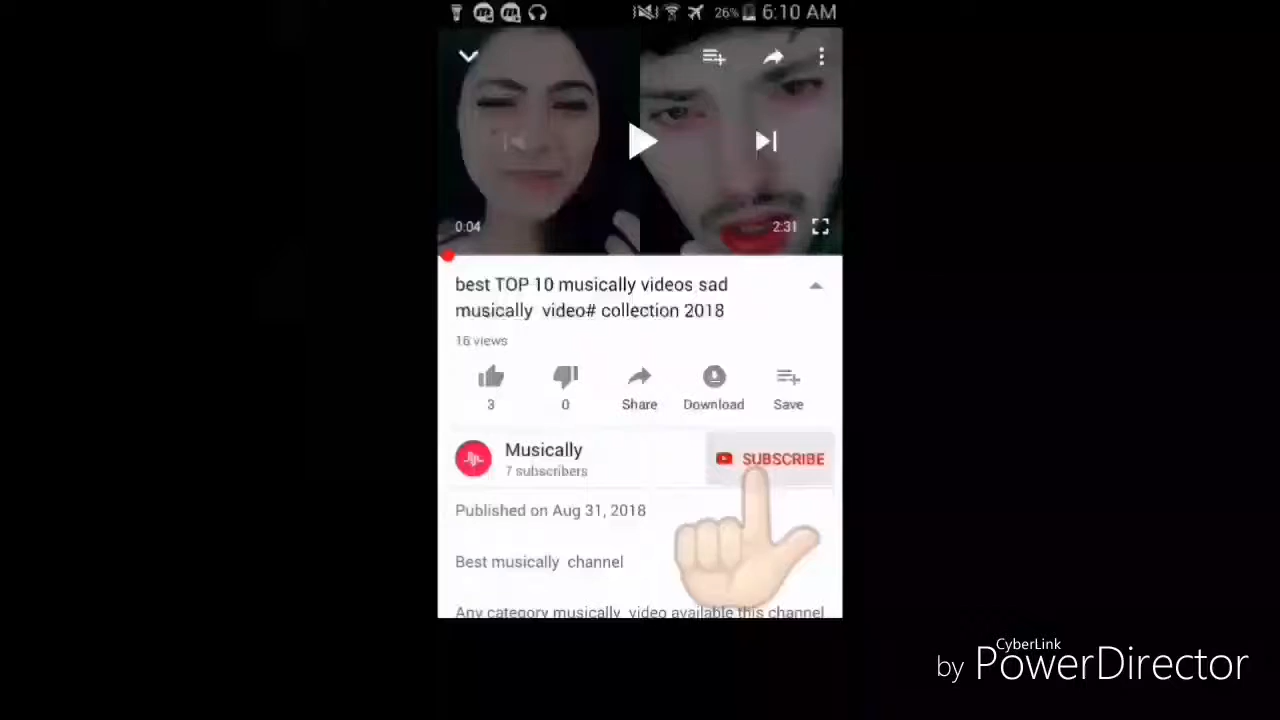 26% 6:10 AM
0:04 2:31
best TOP 10 musically videos sad
musically video# collection 2018
16 views
3 0 Share Download Save
Musically
7 subscribers
SUBSCRIBE
Published on Aug 31, 2018
Best musically channel
Any category musically video available this channel
CyberLink
by PowerDirector